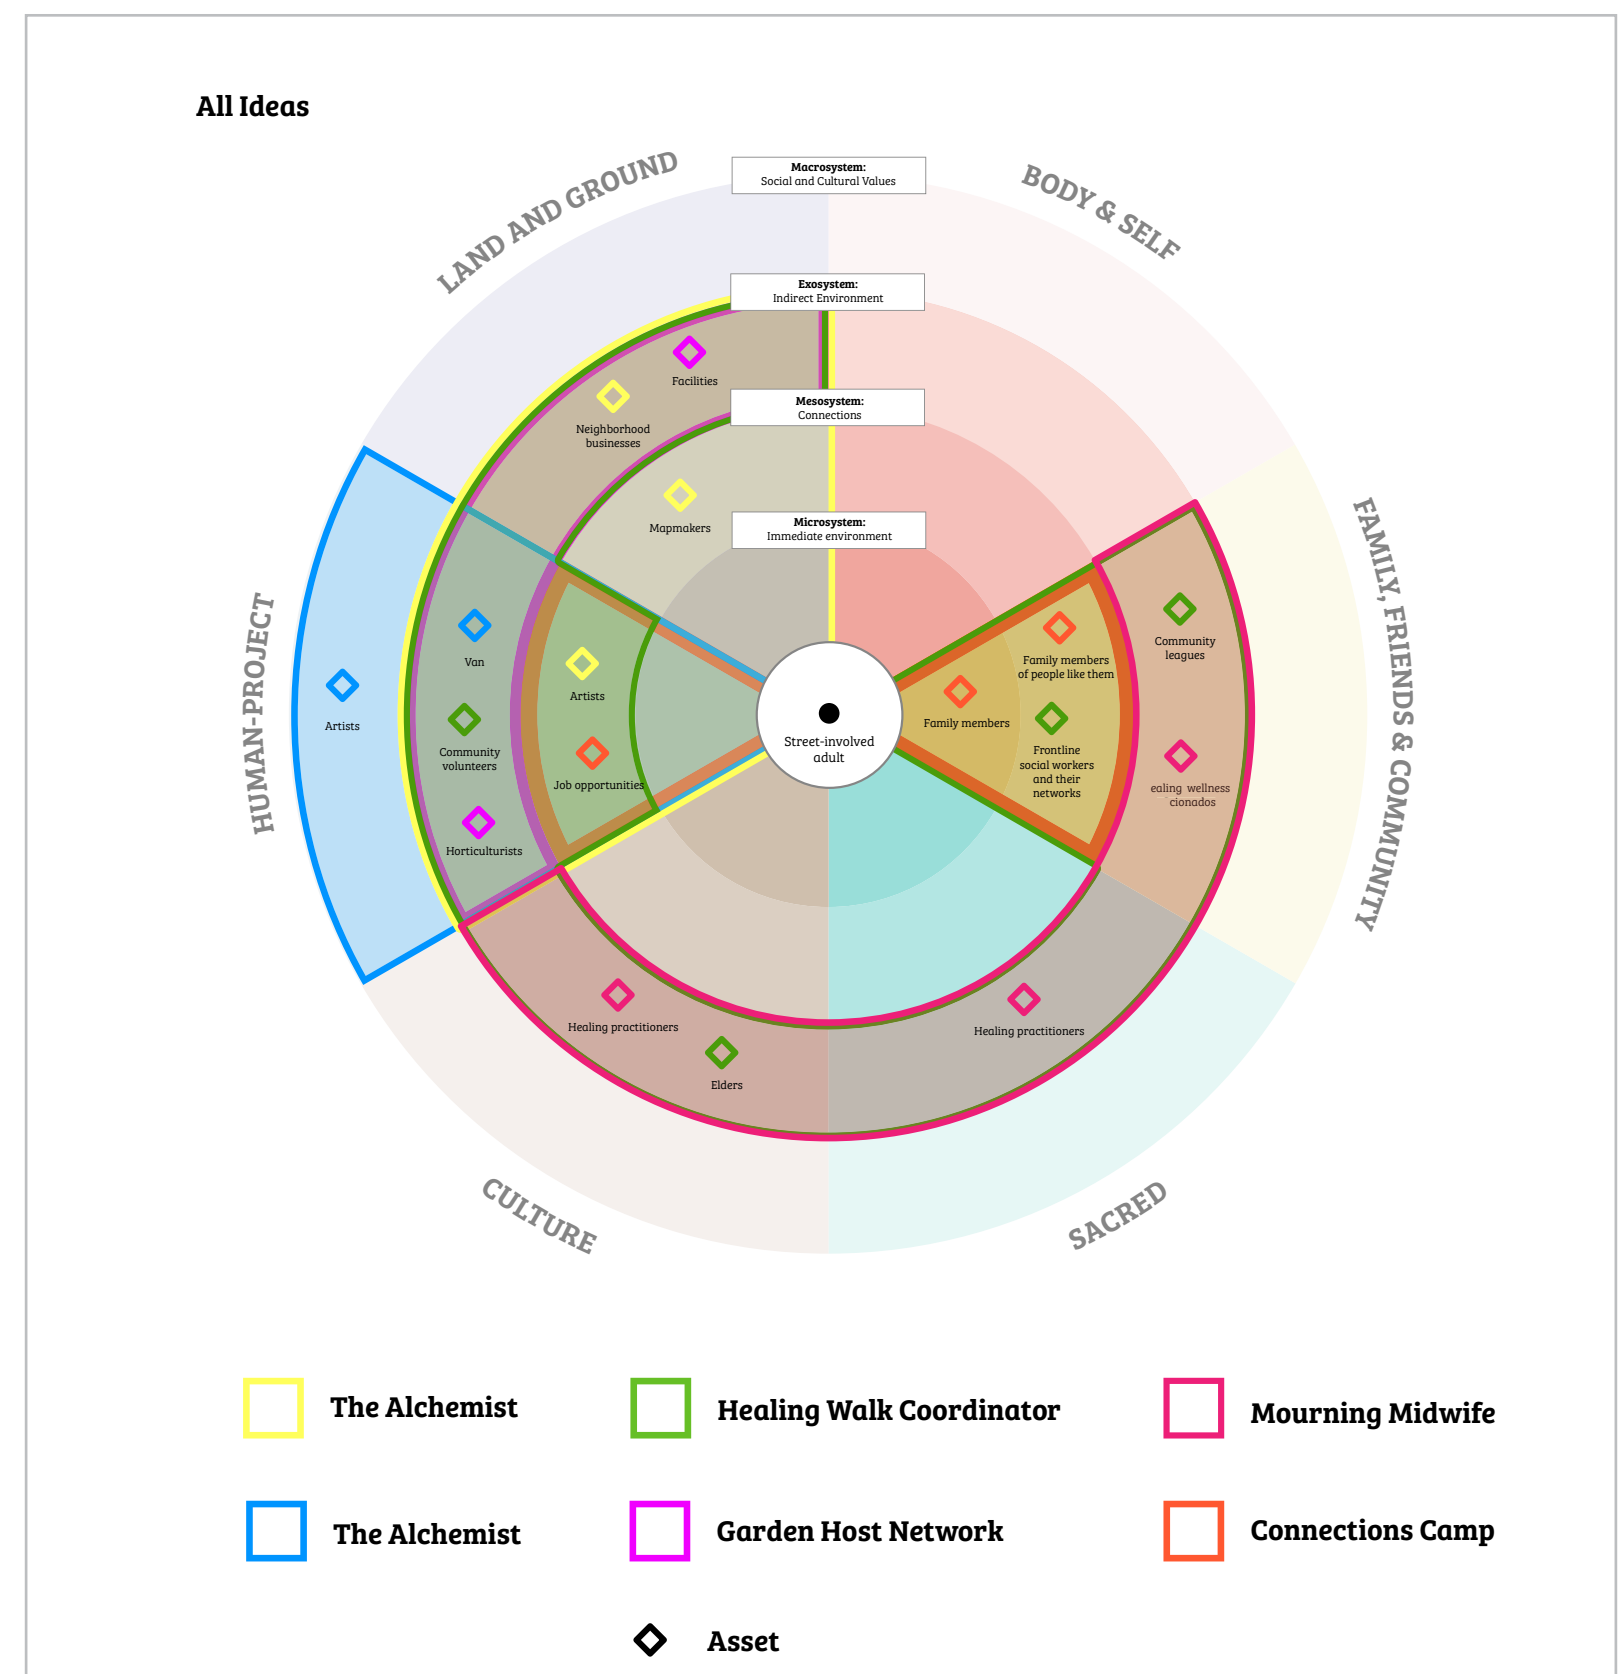 All Ideas
LAND AND GROUND
BODY & SELF
Macrosystem:
Social and Cultural Values
Exosystem:
Indirect Environment
Mesosystem:
Connections
Microsystem:
Immediate environment
Facilities
Neighborhood
businesses
Mapmakers
HUMAN-PROJECT
FAMILY, FRIENDS & COMMUNITY
Artists
Van
Community
volunteers
Horticulturists
Artists
Job opportunities
Street-involved
adult
Family members
Family members
of people like them
Frontline
social workers
and their
networks
Community
leagues
ealing wellness
cionados
Healing practitioners
Elders
Healing practitioners
CULTURE
SACRED
The Alchemist
Healing Walk Coordinator
Mourning Midwife
The Alchemist
Garden Host Network
Connections Camp
Asset